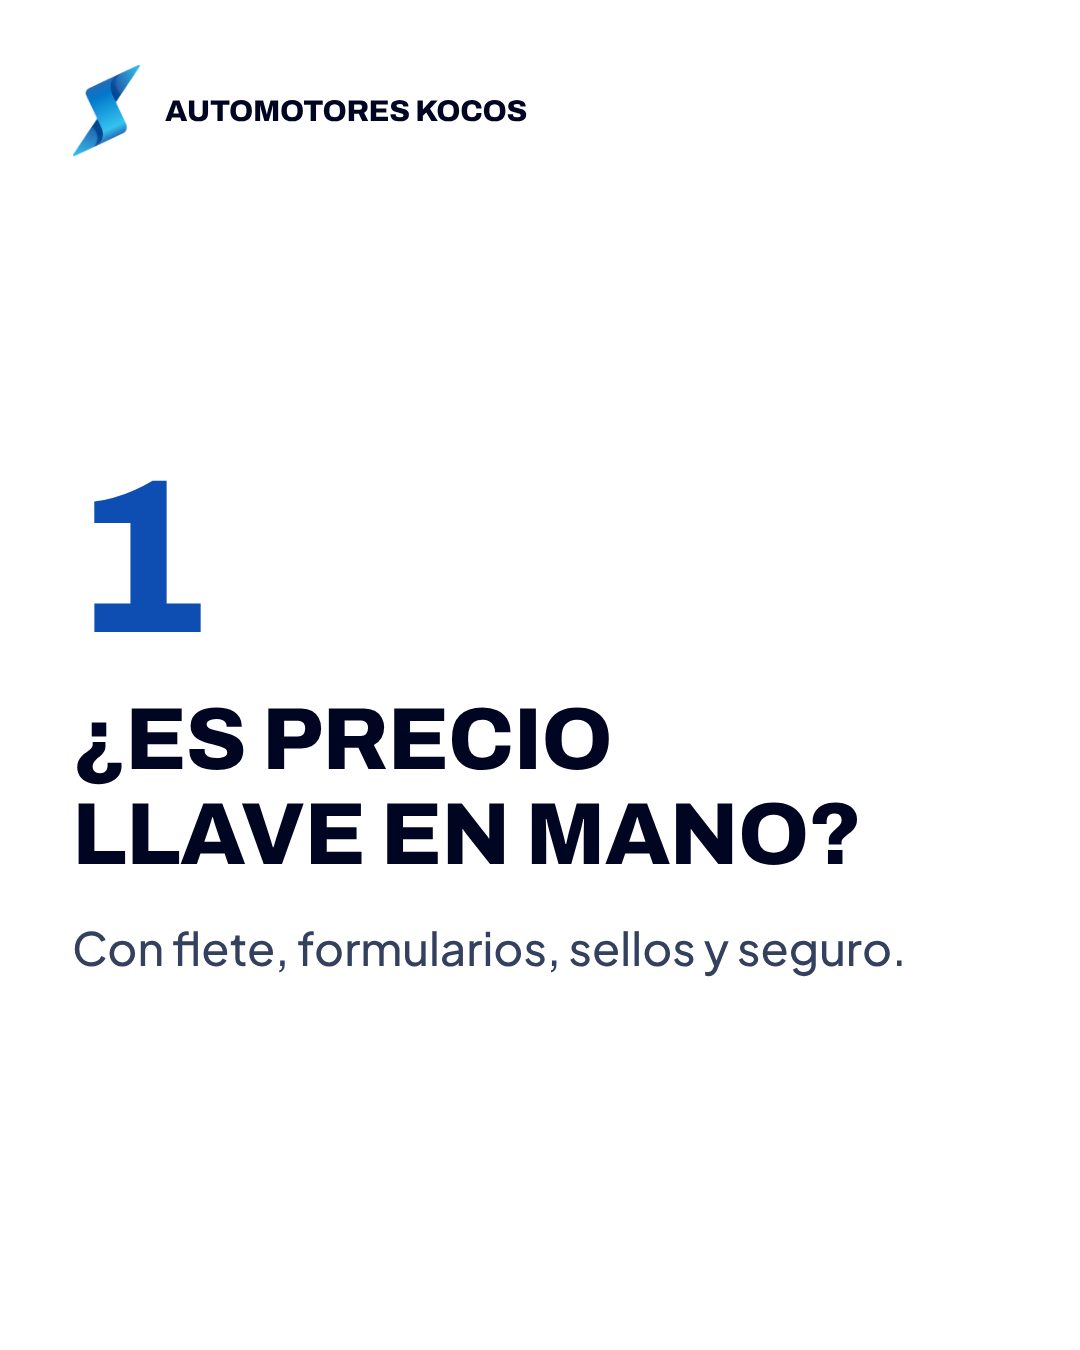 AUTOMOTORES KOCOS
1
¿ES PRECIO
LLAVE EN MANO?
Con flete, formularios, sellos y seguro.